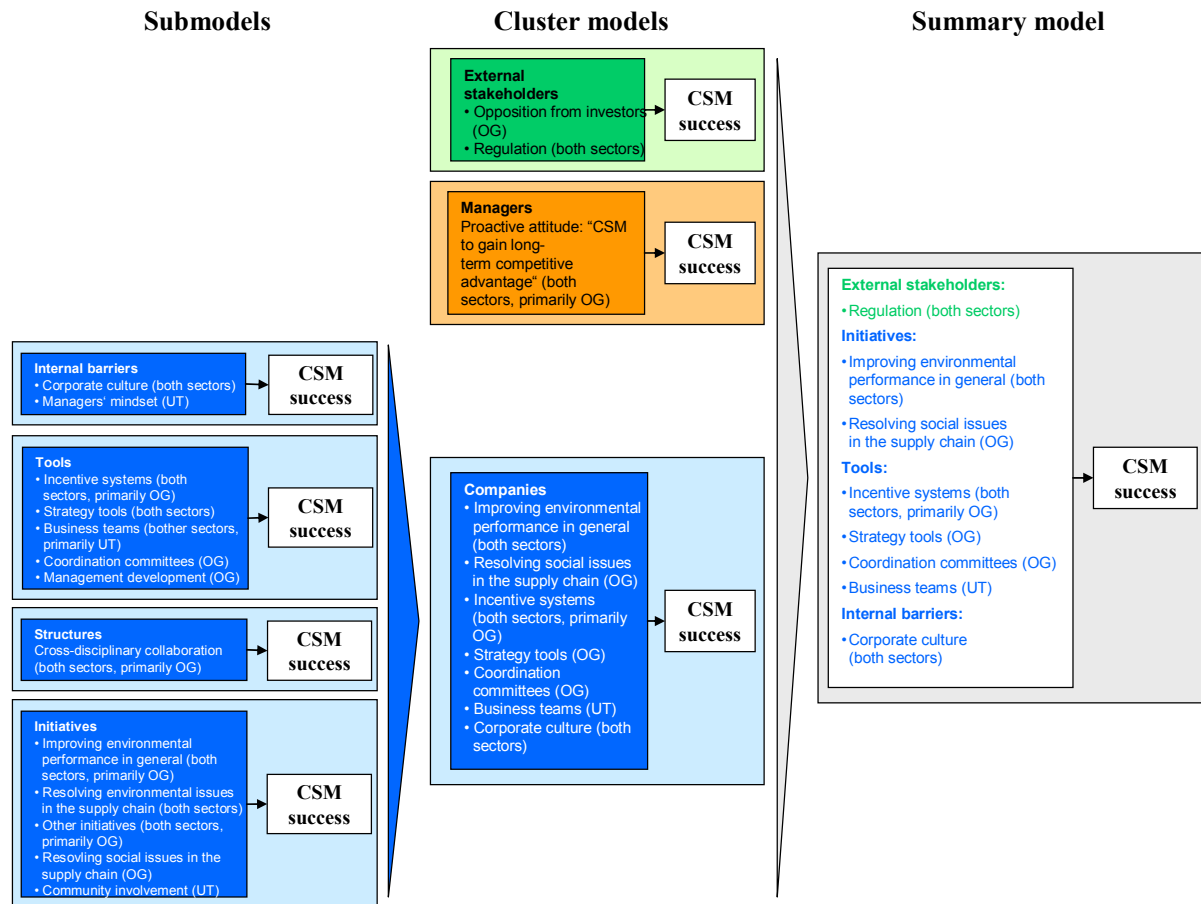 Submodels
Cluster models
Summary model
External
stakeholders
• Opposition from investors
(OG)
• Regulation (both sectors)
CSM
success
Managers
Proactive attitude: “CSM
to gain long-
term competitive
advantage“ (both
sectors, primarily OG)
CSM
success
Internal barriers
• Corporate culture (both sectors)
• Managers‘ mindset (UT)
CSM
success
Tools
• Incentive systems (both
sectors, primarily OG)
• Strategy tools (both sectors)
• Business teams (bother sectors,
primarily UT)
• Coordination committees (OG)
• Management development (OG)
CSM
success
Structures
Cross-disciplinary collaboration
(both sectors, primarily OG)
CSM
success
Initiatives
• Improving environmental
performance in general (both
sectors, primarily OG)
• Resolving environmental issues
in the supply chain (both sectors)
• Other initiatives (both sectors,
primarily OG)
• Resovling social issues in the
supply chain (OG)
• Community involvement (UT)
CSM
success
Companies
• Improving environmental
performance in general
(both sectors)
• Resolving social issues
in the supply chain (OG)
• Incentive systems
(both sectors, primarily
OG)
• Strategy tools (OG)
• Coordination
committees (OG)
• Business teams (UT)
• Corporate culture (both
sectors)
CSM
success
External stakeholders:
• Regulation (both sectors)
Initiatives:
• Improving environmental
performance in general (both
sectors)
• Resolving social issues
in the supply chain (OG)
Tools:
• Incentive systems (both
sectors, primarily OG)
• Strategy tools (OG)
• Coordination committees (OG)
• Business teams (UT)
Internal barriers:
• Corporate culture
(both sectors)
CSM
success